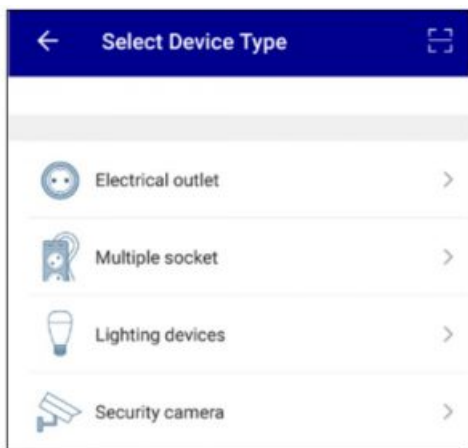 Select Device Type
Electrical outlet
Multiple socket
Lighting devices
Security camera